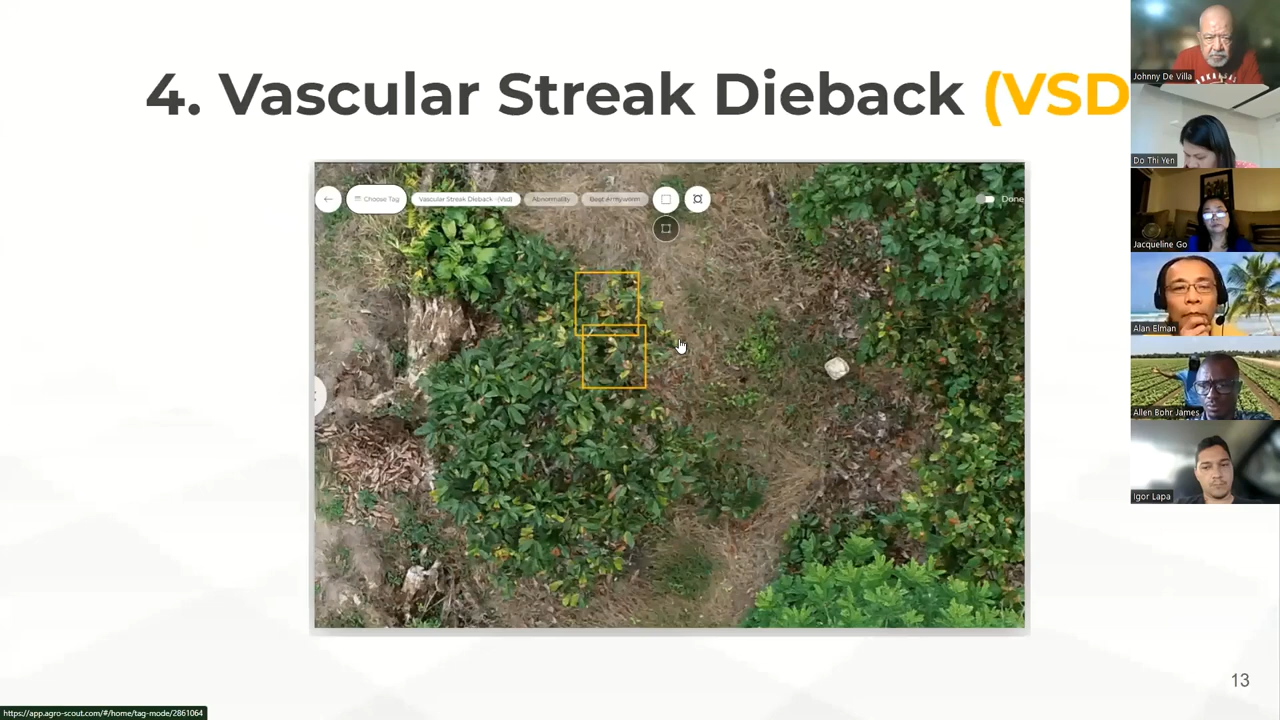 4. Vascular Streak Dieback (VSD
Choose Tag
Vascular Streak Dieback -(Vsd)
Abnormality
Beet Armyworm
Done
Johnny De Villa
Do Thi Yen
Jacqueline Go
Alan Elman
Allen Bohr James
Igor Lapa
13
https://app.agro-scout.com/#/home/tag-mode/2861064